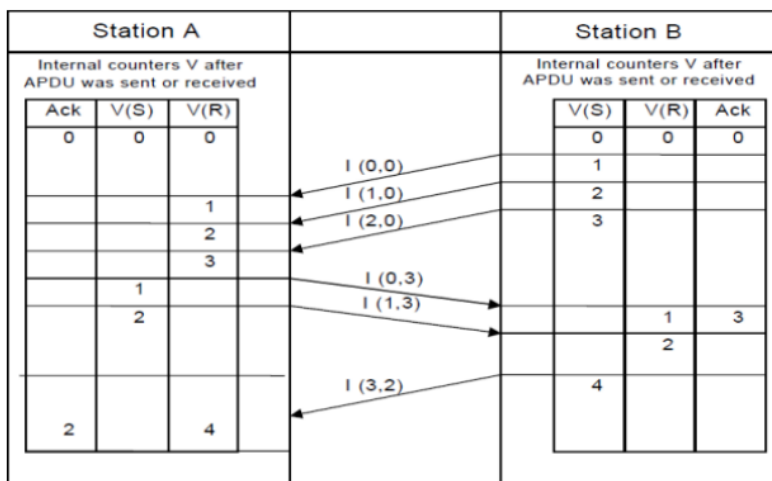 Station A
Station B
Internal counters V after
APDU was sent or received
Internal counters V after
APDU was sent or received
Ack V(S) V(R)
V(S) V(R) Ack
0 0 0
0 0 0
I (0,0)
1
I (1,0)
1
2
I (2,0)
2
3
3
I (0,3)
1
I (1,3)
2
1 3
2
I (3,2)
4
2 4